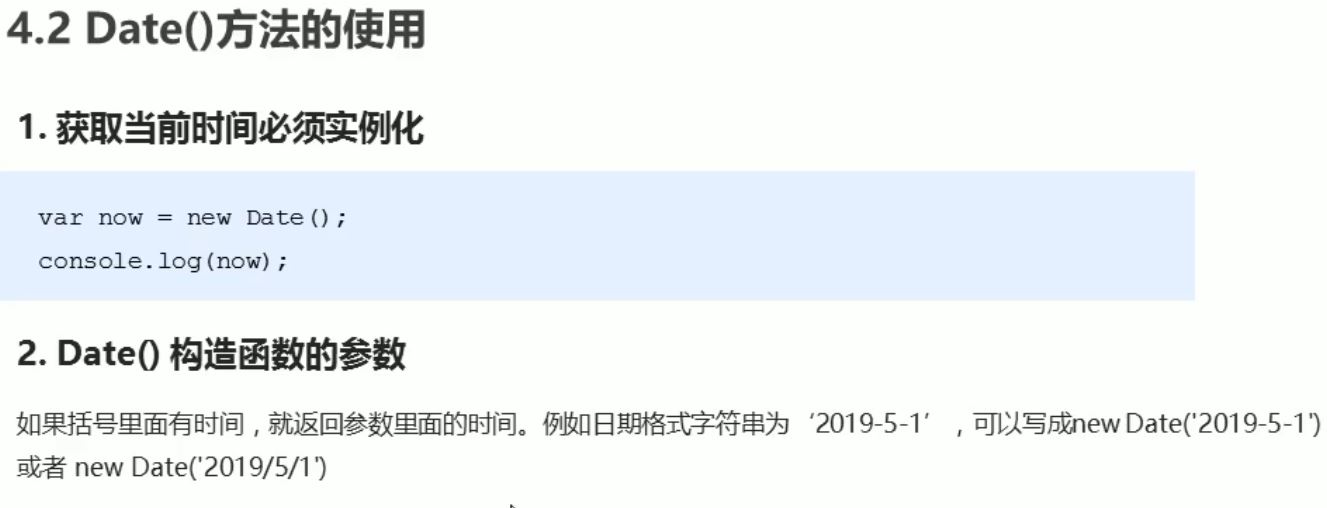 4.2 Date()方法的使用
1. 获取当前时间必须实例化
var now = new Date();
console.log(now);
2. Date() 构造函数的参数
如果括号里面有时间，就返回参数里面的时间。例如日期格式字符串为‘2019-5-1’，可以写成new Date('2019-5-1')
或者 new Date('2019/5/1')